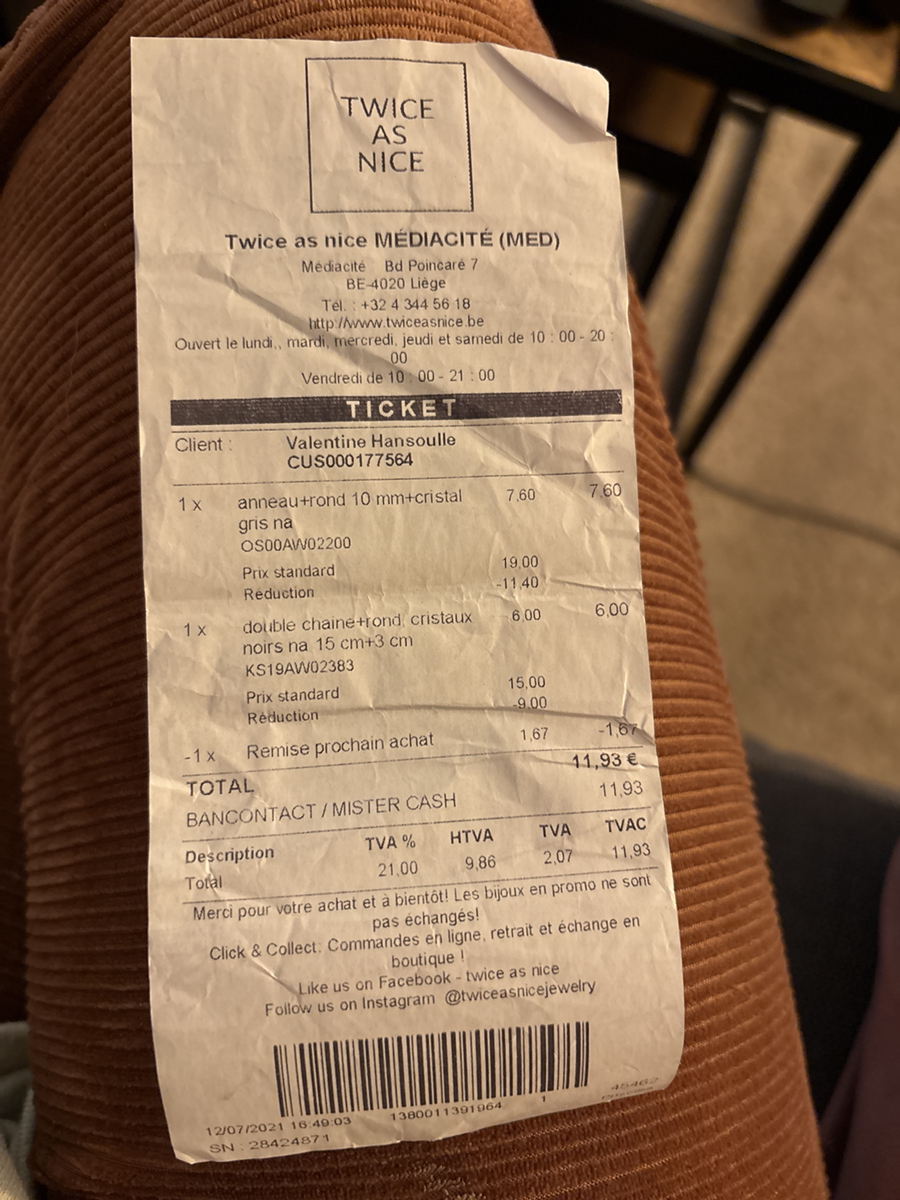 TWICE
AS
NICE
Twice as nice MÉDIACITÉ (MED)
Médiacité Bd Poincaré 7
BE-4020 Liège
Tél. : +32 4 344 56 18
http://www.twiceasnice.be
Ouvert le lundi,, mardi, mercredi, jeudi et samedi de 10 : 00 - 20 :
00
Vendredi de 10 : 00 - 21 : 00
TICKET
Client : Valentine Hansoulle
CUS000177564
1 x anneau+rond 10 mm+cristal 7,60 7,60
gris na
OS00AW02200
Prix standard 19,00
Réduction -11,40
1 x double chaine+rond, cristaux 6,00 6,00
noirs na 15 cm+3 cm
KS19AW02383
Prix standard 15,00
Réduction -9,00
-1 x Remise prochain achat 1,67 -1,67
TOTAL 11,93 €
BANCONTACT / MISTER CASH 11,93
Description TVA % HTVA TVA TVAC
Total 21,00 9,86 2,07 11,93
Merci pour votre achat et à bientôt! Les bijoux en promo ne sont
pas échangés!
Click & Collect: Commandes en ligne, retrait et échange en
boutique !
Like us on Facebook - twice as nice
Follow us on Instagram @twiceasnicejewelry
12/07/2021 16:49:03 1380011391964 1 45462
SN : 28424871